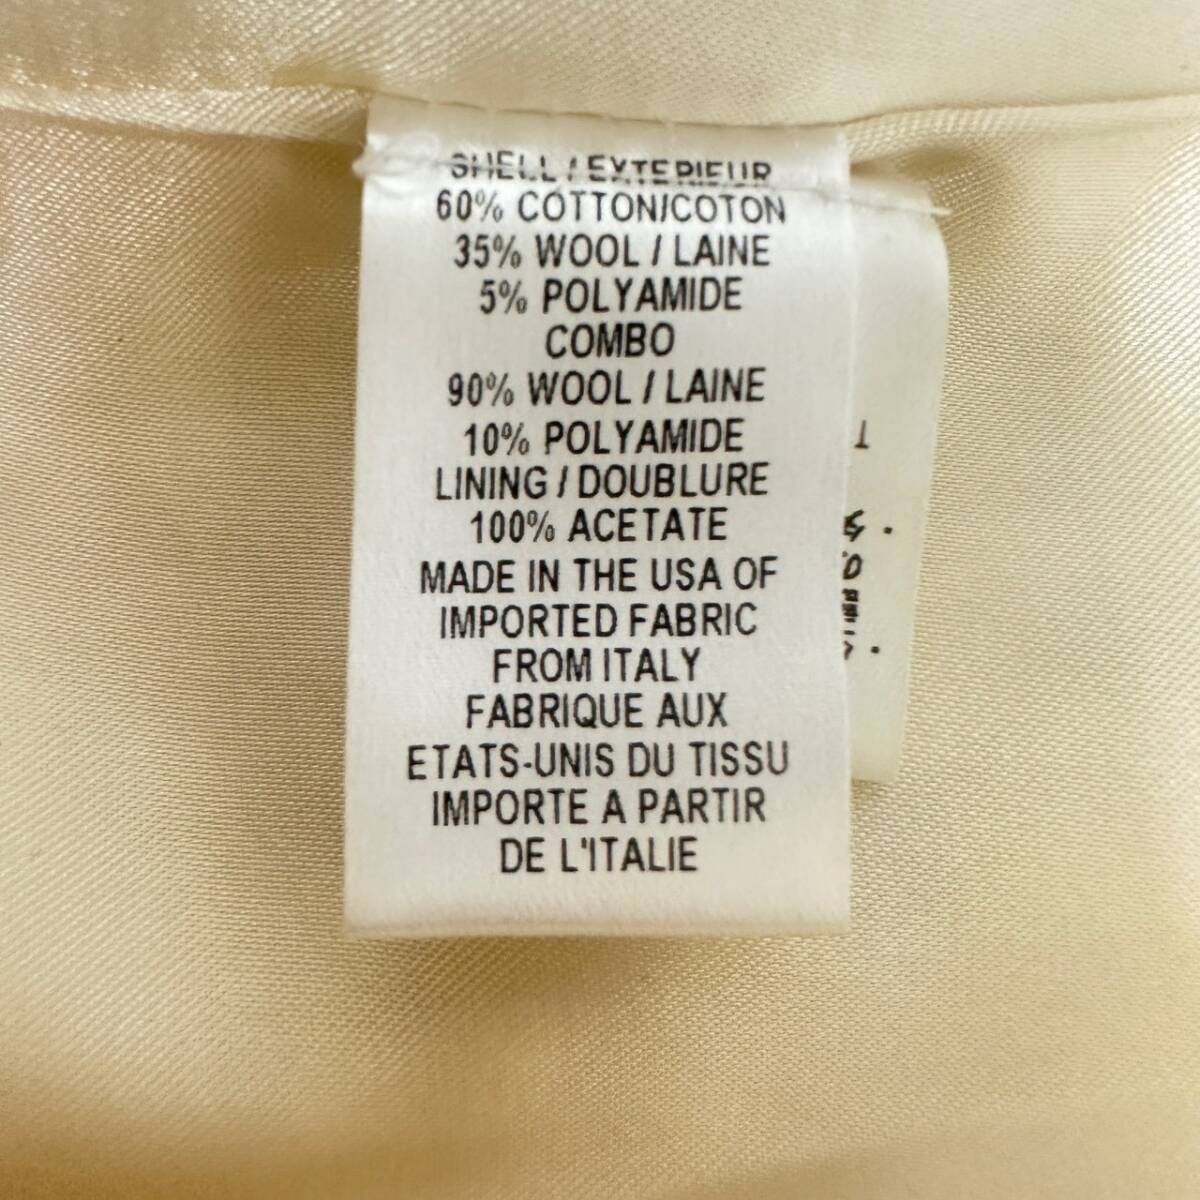 SHELL / EXTERIEUR
60% COTTON/COTON
35% WOOL / LAINE
5% POLYAMIDE
COMBO
90% WOOL / LAINE
10% POLYAMIDE
LINING / DOUBLURE
100% ACETATE
MADE IN THE USA OF
IMPORTED FABRIC
FROM ITALY
FABRIQUE AUX
ETATS-UNIS DU TISSU
IMPORTE A PARTIR
DE L'ITALIE